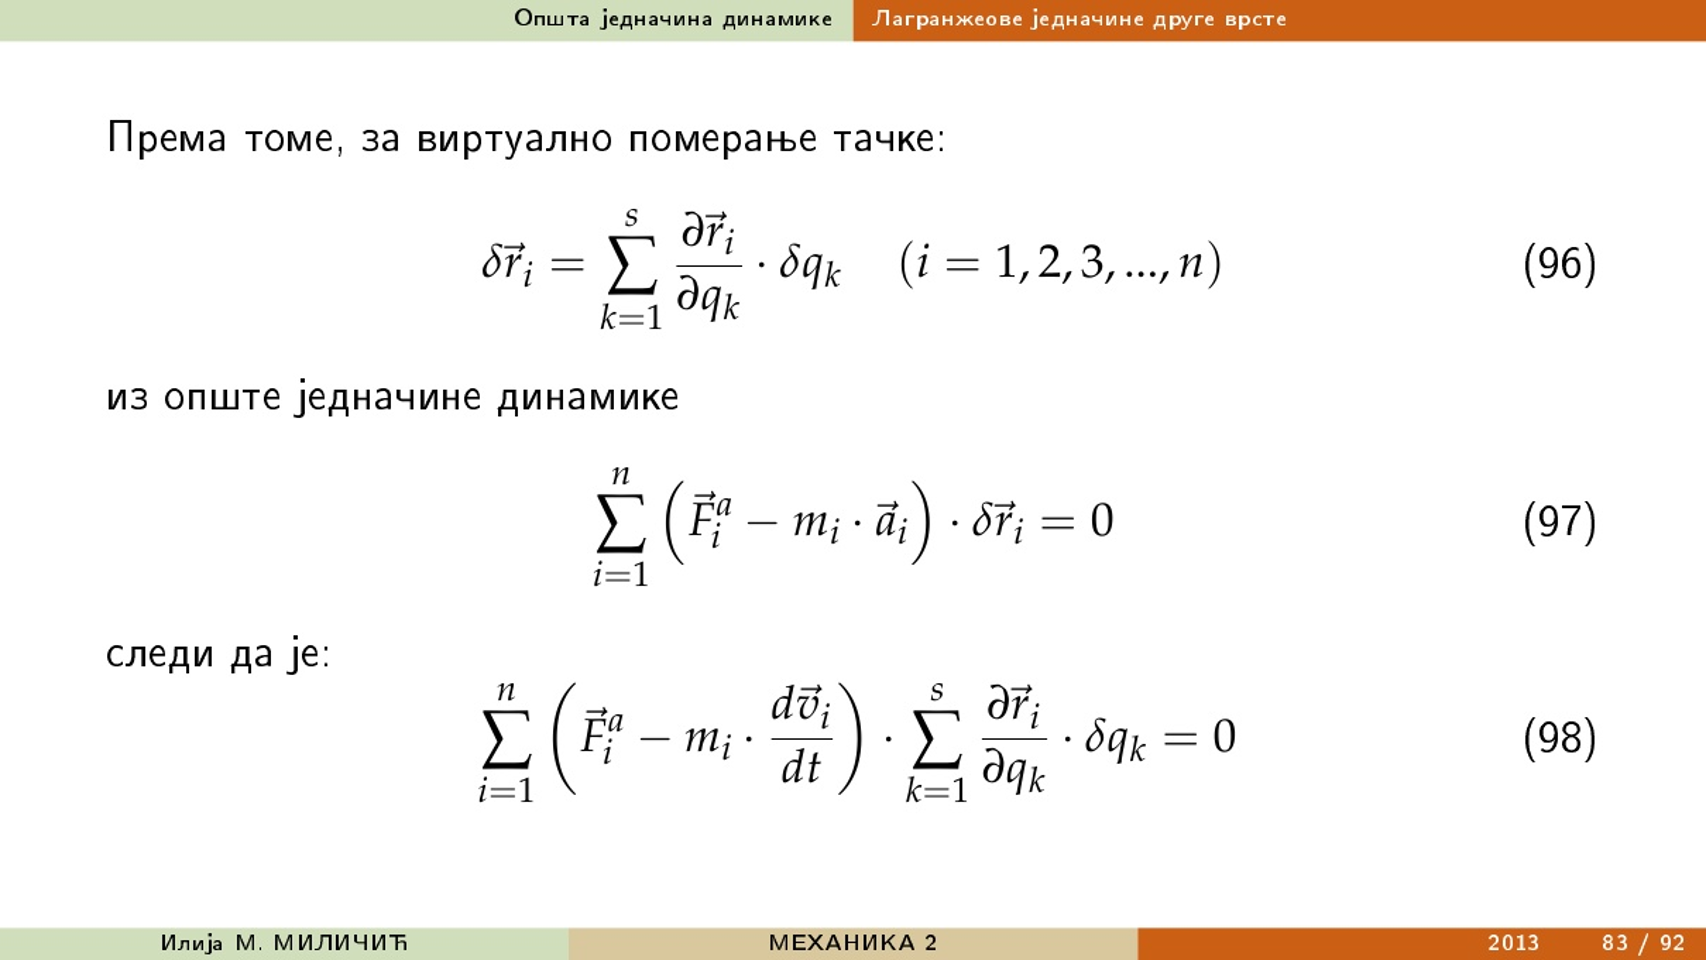 Општа једначина динамике Лагранжеове једначине друге врсте
Према томе, за виртуално померање тачке:
$$\delta \vec{r}_i = \sum_{k=1}^{s} \frac{\partial \vec{r}_i}{\partial q_k} \cdot \delta q_k \quad (i = 1, 2, 3, ..., n) \quad (96)$$
из опште једначине динамике
$$\sum_{i=1}^{n} \left( \vec{F}_i^a - m_i \cdot \vec{a}_i \right) \cdot \delta \vec{r}_i = 0 \quad (97)$$
следи да је:
$$\sum_{i=1}^{n} \left( \vec{F}_i^a - m_i \cdot \frac{d\vec{v}_i}{dt} \right) \cdot \sum_{k=1}^{s} \frac{\partial \vec{r}_i}{\partial q_k} \cdot \delta q_k = 0 \quad (98)$$
Илија М. МИЛИЧИЋ МЕХАНИКА 2 2013 83 / 92